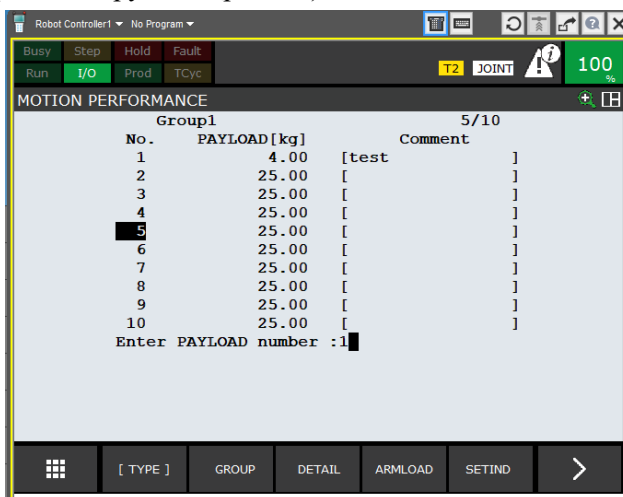 Robot Controller1 No Program
Busy Step Hold Fault
Run I/O Prod TCyc
T2 JOINT
100
%
MOTION PERFORMANCE
Group1 5/10
No. PAYLOAD[kg] Comment
1 4.00 [test ]
2 25.00 [ ]
3 25.00 [ ]
4 25.00 [ ]
5 25.00 [ ]
6 25.00 [ ]
7 25.00 [ ]
8 25.00 [ ]
9 25.00 [ ]
10 25.00 [ ]
Enter PAYLOAD number :1
[ TYPE ] GROUP DETAIL ARMLOAD SETIND >